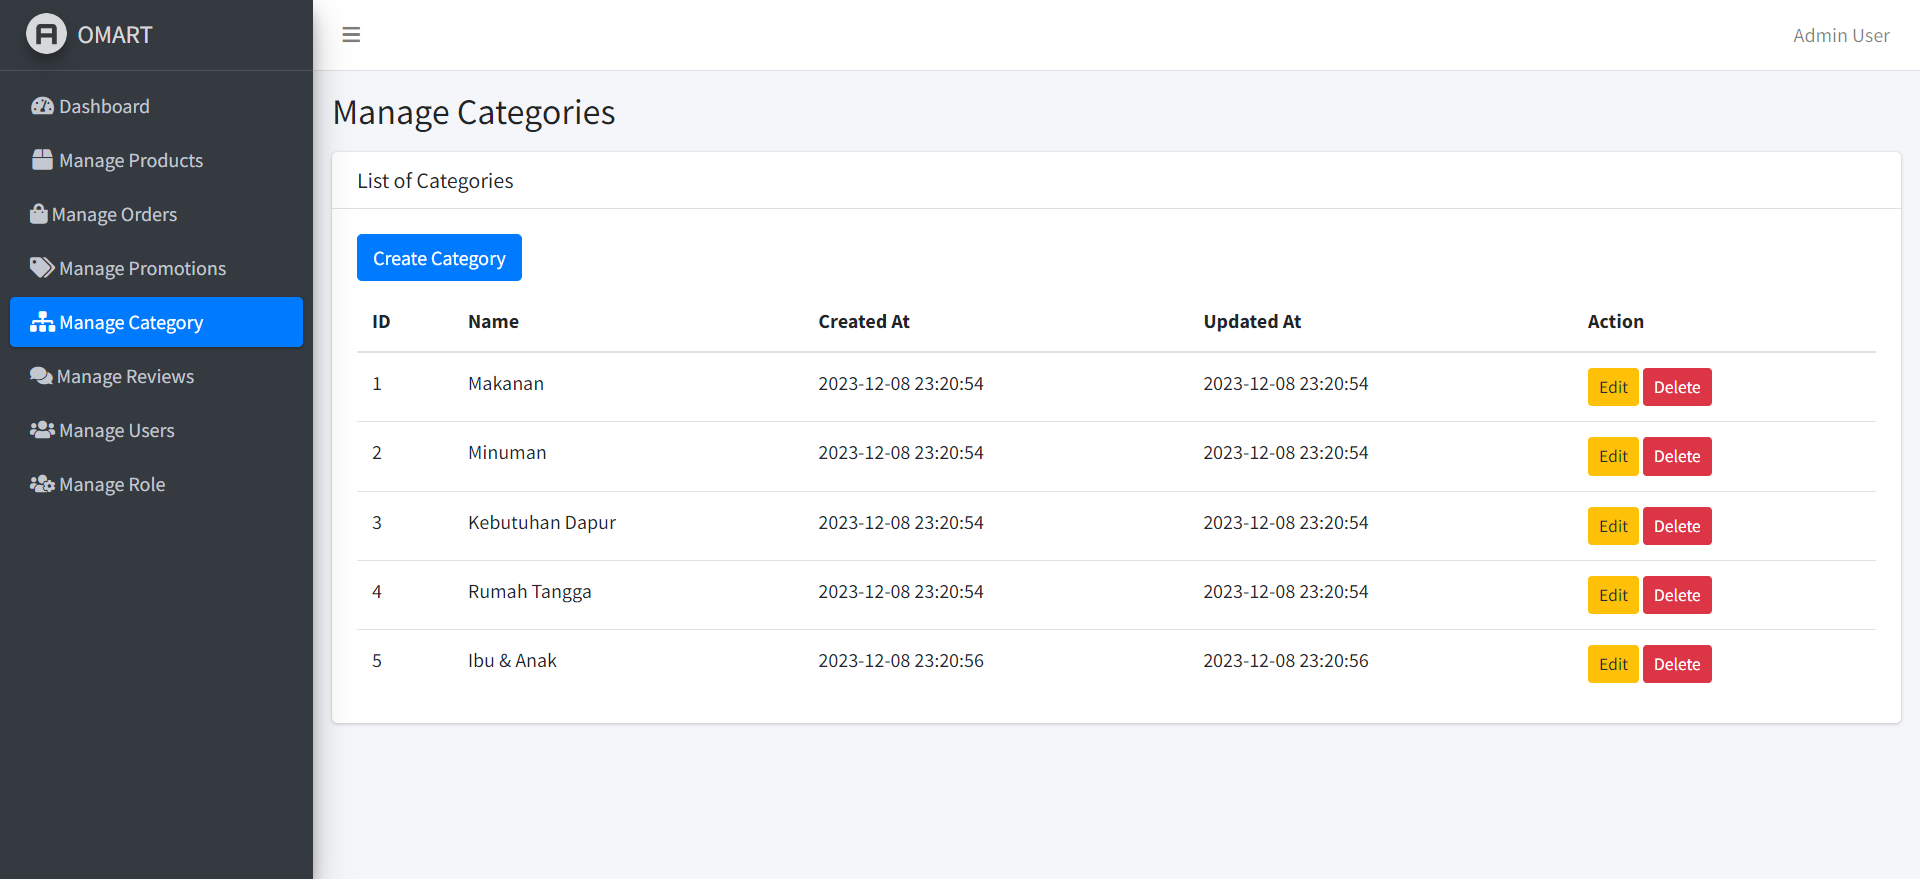 OMART
Admin User
Dashboard
Manage Products
Manage Orders
Manage Promotions
Manage Category
Manage Reviews
Manage Users
Manage Role
Manage Categories
List of Categories
Create Category
ID Name Created At Updated At Action
1 Makanan 2023-12-08 23:20:54 2023-12-08 23:20:54 Edit Delete
2 Minuman 2023-12-08 23:20:54 2023-12-08 23:20:54 Edit Delete
3 Kebutuhan Dapur 2023-12-08 23:20:54 2023-12-08 23:20:54 Edit Delete
4 Rumah Tangga 2023-12-08 23:20:54 2023-12-08 23:20:54 Edit Delete
5 Ibu & Anak 2023-12-08 23:20:56 2023-12-08 23:20:56 Edit Delete